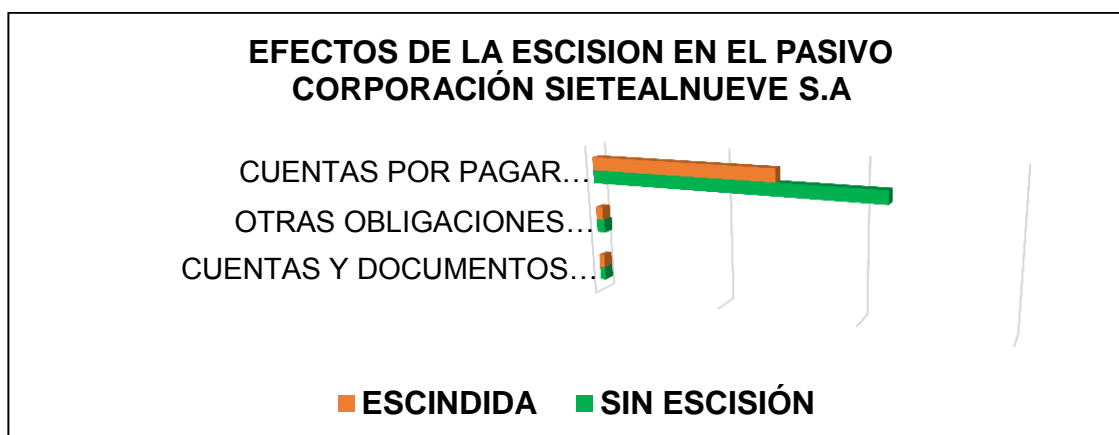 EFECTOS DE LA ESCISION EN EL PASIVO
CORPORACIÓN SIETEALNUEVE S.A
CUENTAS POR PAGAR…
OTRAS OBLIGACIONES…
CUENTAS Y DOCUMENTOS…
ESCINDIDA SIN ESCISIÓN